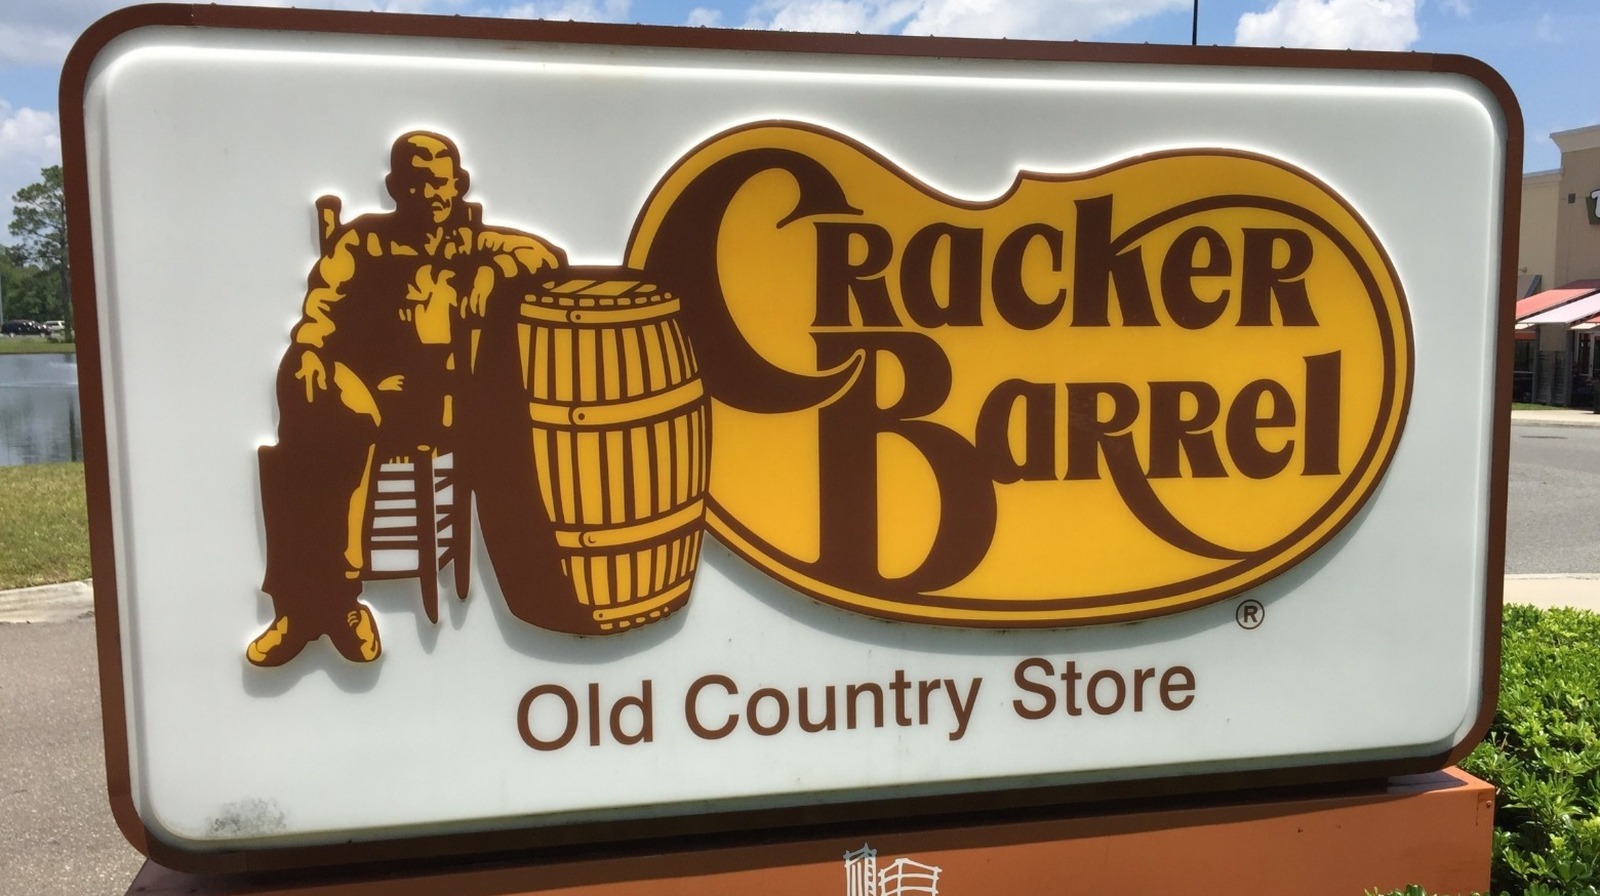 Cracker
Barrel
®
Old Country Store